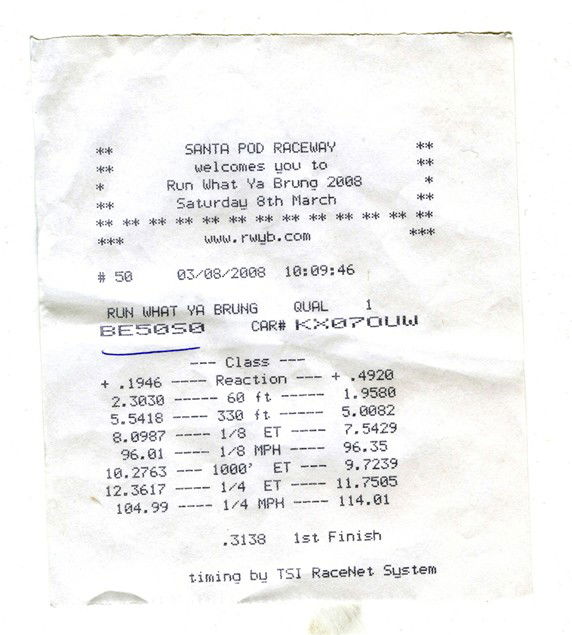 ** SANTA POD RACEWAY **
** welcomes you to **
* Run What Ya Brung 2008 *
** Saturday 8th March **
** ** ** ** ** ** ** ** ** ** ** ** **
*** www.rwyb.com ***
# 50 03/08/2008 10:09:46
RUN WHAT YA BRUNG QUAL 1
BE50S0 CAR# KX07OUW
--- Class ---
+ .1946 ---- Reaction --- + .4920
2.3030 ---- 60 ft ----- 1.9580
5.5418 ---- 330 ft ---- 5.0082
8.0987 ---- 1/8 ET ---- 7.5429
96.01 ---- 1/8 MPH ---- 96.35
10.2763 --- 1000' ET --- 9.7239
12.3617 ---- 1/4 ET ---- 11.7505
104.99 ---- 1/4 MPH ---- 114.01
.3138 1st Finish
timing by TSI RaceNet System